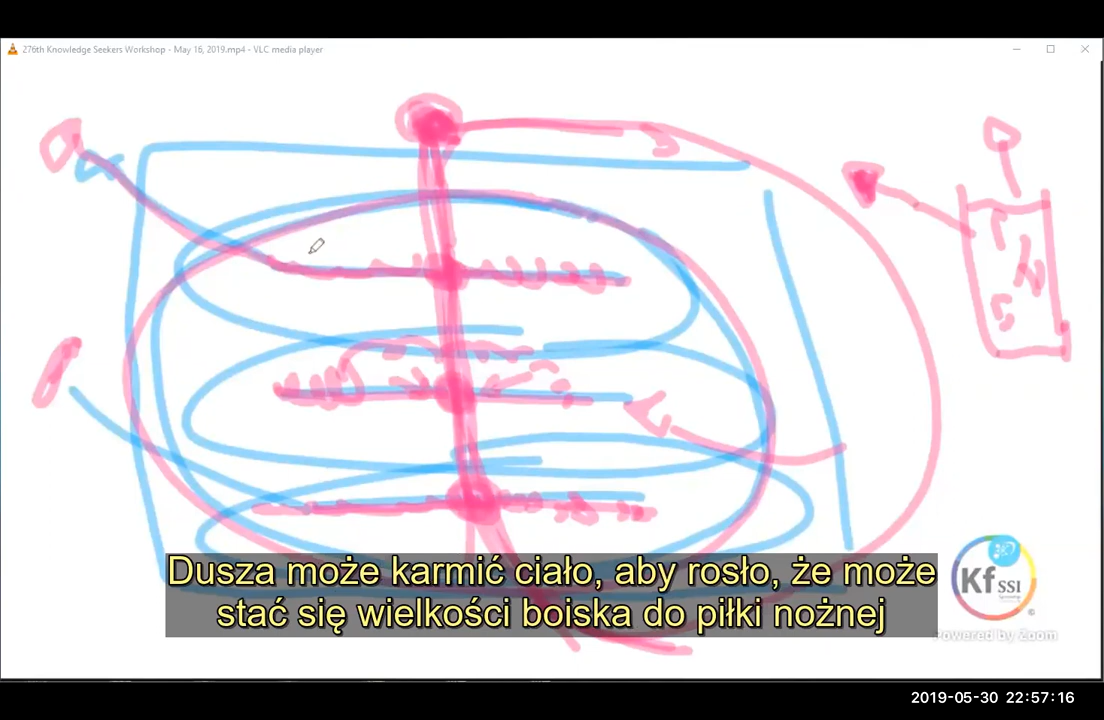 276th Knowledge Seekers Workshop - May 16, 2019.mp4 - VLC media player
Dusza może karmić ciało, aby rosło, że może
stać się wielkości boiska do piłki nożnej
Kf SSI
Powered by Zoom
2019-05-30 22:57:16